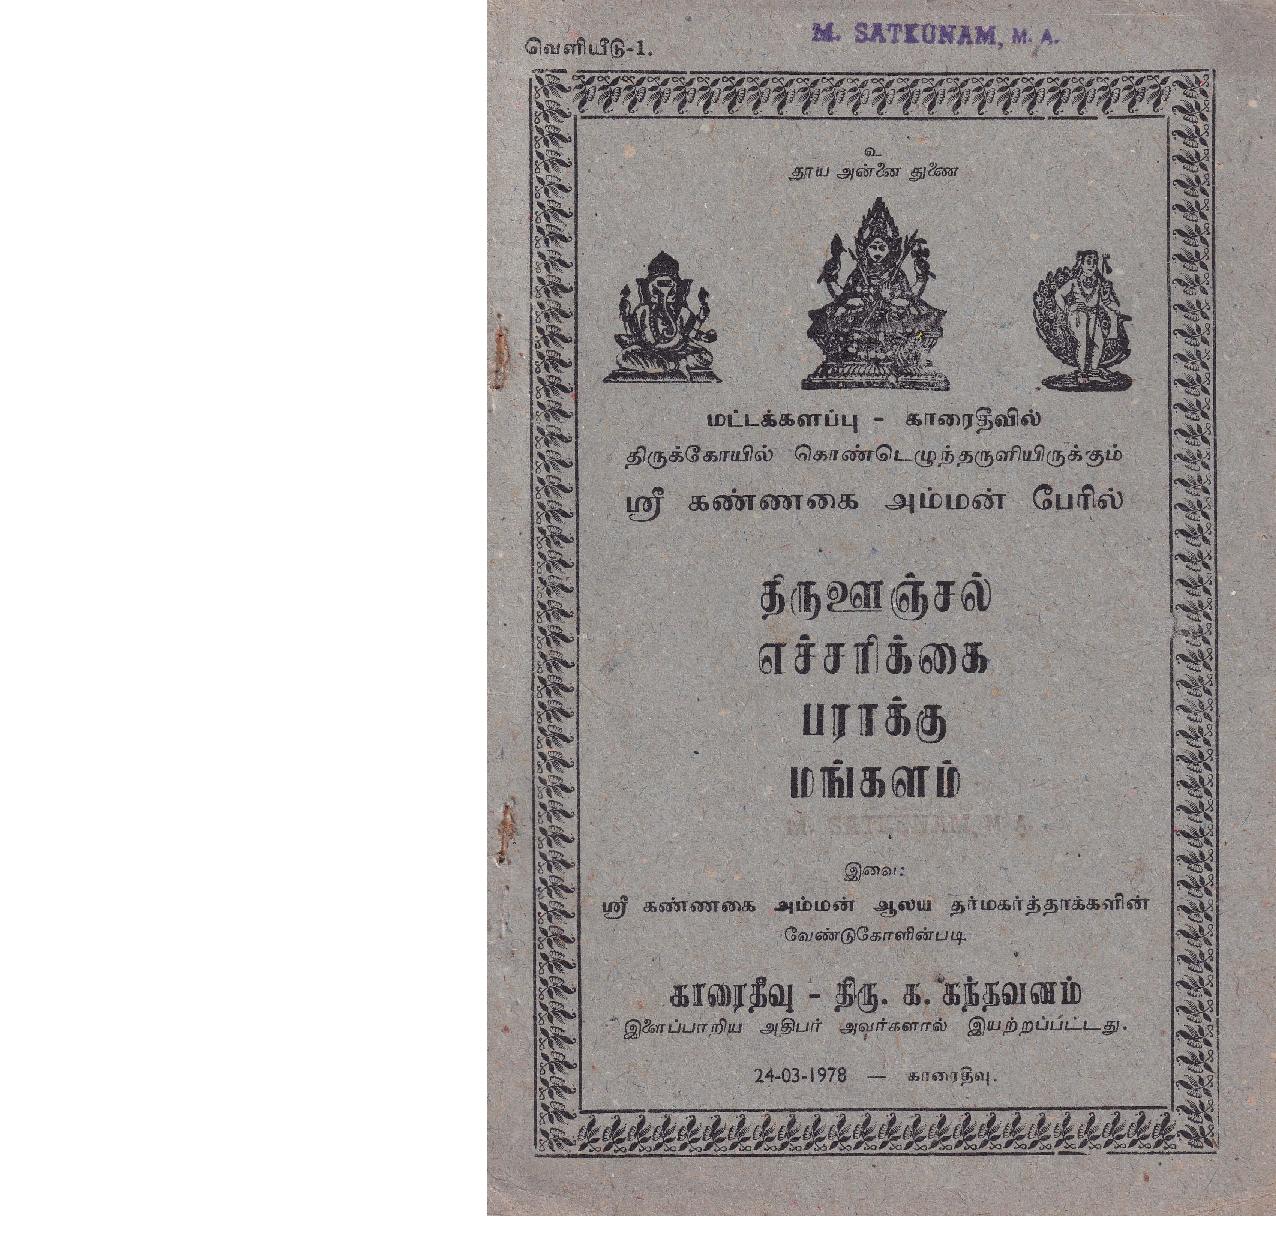 வெளியீடு-1.
M. SATKUNAM, M. A.
உ
தூய அன்னை துணை
மட்டக்களப்பு - காரைதீவில்
திருக்கோயில் கொண்டெழுந்தருளியிருக்கும்
ஸ்ரீ கண்ணகை அம்மன் பேரில்
திருஊஞ்சல்
எச்சரிக்கை
பராக்கு
மங்களம்
M. SATKUNAM, M A
இவை:
ஸ்ரீ கண்ணகை அம்மன் ஆலய தர்மகர்த்தாக்களின்
வேண்டுகோளின்படி
காரைதீவு - திரு. க. கந்தவனம்
இளைப்பாறிய அதிபர் அவர்களால் இயற்றப்பட்டது.
24-03-1978 — காரைதீவு.